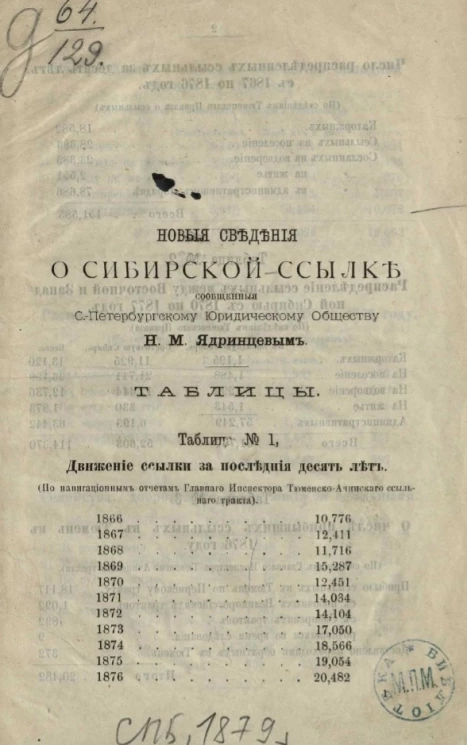 Д 64.
129.
НОВЫЯ СВѢДѢНІЯ
О СИБИРСКОЙ ССЫЛКѢ
СООБЩЕННЫЯ
С.-Петербургскому Юридическому Обществу
Н. М. Ядринцевымъ.
ТАБЛИЦЫ.
Таблица № 1,
Движеніе ссылки за послѣднія десять лѣтъ.
(По навигаціоннымъ отчетамъ Главнаго Инспектора Тюменско-Ачинскаго ссыль-
наго тракта).
1866 . . . . . . . . 10,776
1867 . . . . . . . . 12,411
1868 . . . . . . . . 11,716
1869 . . . . . . . . 15,287
1870 . . . . . . . . 12,451
1871 . . . . . . . . 14,034
1872 . . . . . . . . 14,104
1873 . . . . . . . . 17,050
1874 . . . . . . . . 18,566
1875 . . . . . . . . 19,054
1876 . . . . . . . . 20,482
БИБЛІОТЕКА
М.П.М.
СПБ, 1879